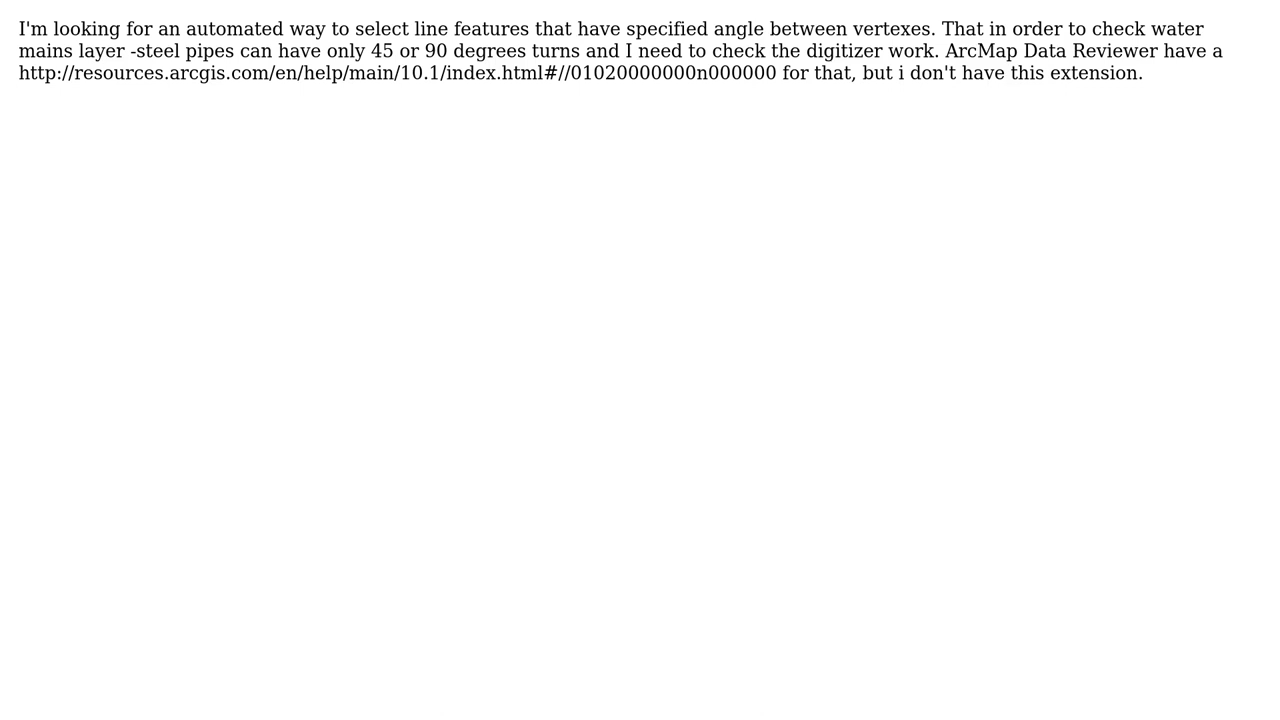 I'm looking for an automated way to select line features that have specified angle between vertexes. That in order to check water
mains layer -steel pipes can have only 45 or 90 degrees turns and I need to check the digitizer work. ArcMap Data Reviewer have a
http://resources.arcgis.com/en/help/main/10.1/index.html#//01020000000n000000 for that, but i don't have this extension.